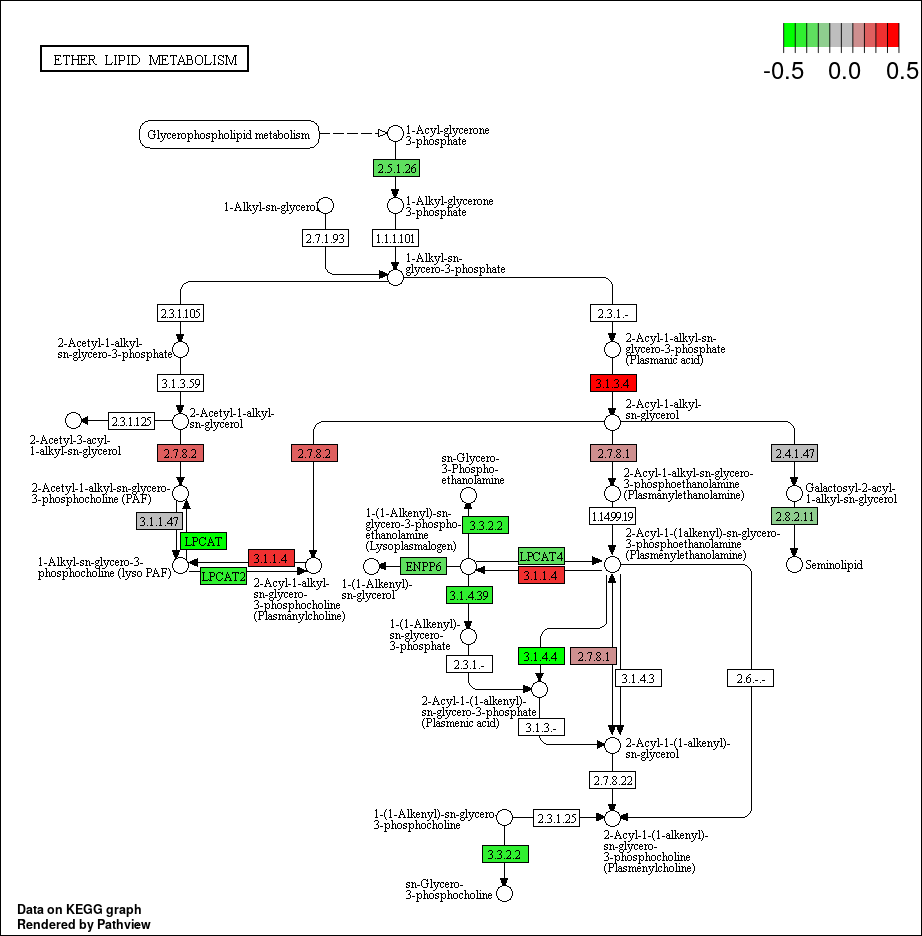 ETHER LIPID METABOLISM
-0.5 0.0 0.5
Glycerophospholipid metabolism
1-Acyl-glycerone
3-phosphate
2.5.1.26
1-Alkyl-sn-glycerol
1-Alkyl-glycerone
3-phosphate
2.7.1.93
1.1.1.101
1-Alkyl-sn-
glycero-3-phosphate
2.3.1.105
2.3.1.-
2-Acetyl-1-alkyl-
sn-glycero-3-phosphate
2-Acyl-1-alkyl-sn-
glycero-3-phosphate
(Plasmanic acid)
3.1.3.59
3.1.3.4
2.3.1.125
2-Acetyl-1-alkyl-
sn-glycerol
2-Acyl-1-alkyl-
sn-glycerol
2-Acetyl-3-acyl-
1-alkyl-sn-glycerol
2.7.8.2
2.7.8.2
2.7.8.1
2.4.1.47
sn-Glycero-
3-Phospho-
ethanolamine
2-Acetyl-1-alkyl-sn-glycero-
3-phosphocholine (PAF)
2-Acyl-1-alkyl-sn-glycero-
3-phosphoethanolamine
(Plasmanylethanolamine)
Galactosyl-2-acyl-
1-alkyl-sn-glycerol
3.1.1.47
LPCAT
1-(1-Alkenyl)-sn-
glycero-3-phospho-
ethanolamine
(Lysoplasmalogen)
3.3.2.2
1.14.99.19
2.8.2.11
2-Acyl-1-(1alkenyl)-sn-glycero-
3-phosphoethanolamine
(Plasmenylethanolamine)
1-Alkyl-sn-glycero-3-
phosphocholine (lyso PAF)
3.1.1.4
LPCAT2
ENPP6
LPCAT4
3.1.1.4
Seminolipid
2-Acyl-1-alkyl-
sn-glycero-
3-phosphocholine
(Plasmanylcholine)
1-(1-Alkenyl)-
sn-glycerol
3.1.4.39
1-(1-Alkenyl)-
sn-glycero-
3-phosphate
2.3.1.-
3.1.4.4
2.7.8.1
3.1.4.3
2.6.-.-
2-Acyl-1-(1-alkenyl)-
sn-glycero-3-phosphate
(Plasmenic acid)
3.1.3.-
2-Acyl-1-(1-alkenyl)-
sn-glycerol
2.7.8.22
1-(1-Alkenyl)-sn-glycero-
3-phosphocholine
2.3.1.25
2-Acyl-1-(1-alkenyl)-
sn-glycero-
3-phosphocholine
(Plasmenylcholine)
3.3.2.2
sn-Glycero-
3-phosphocholine
Data on KEGG graph
Rendered by Pathview